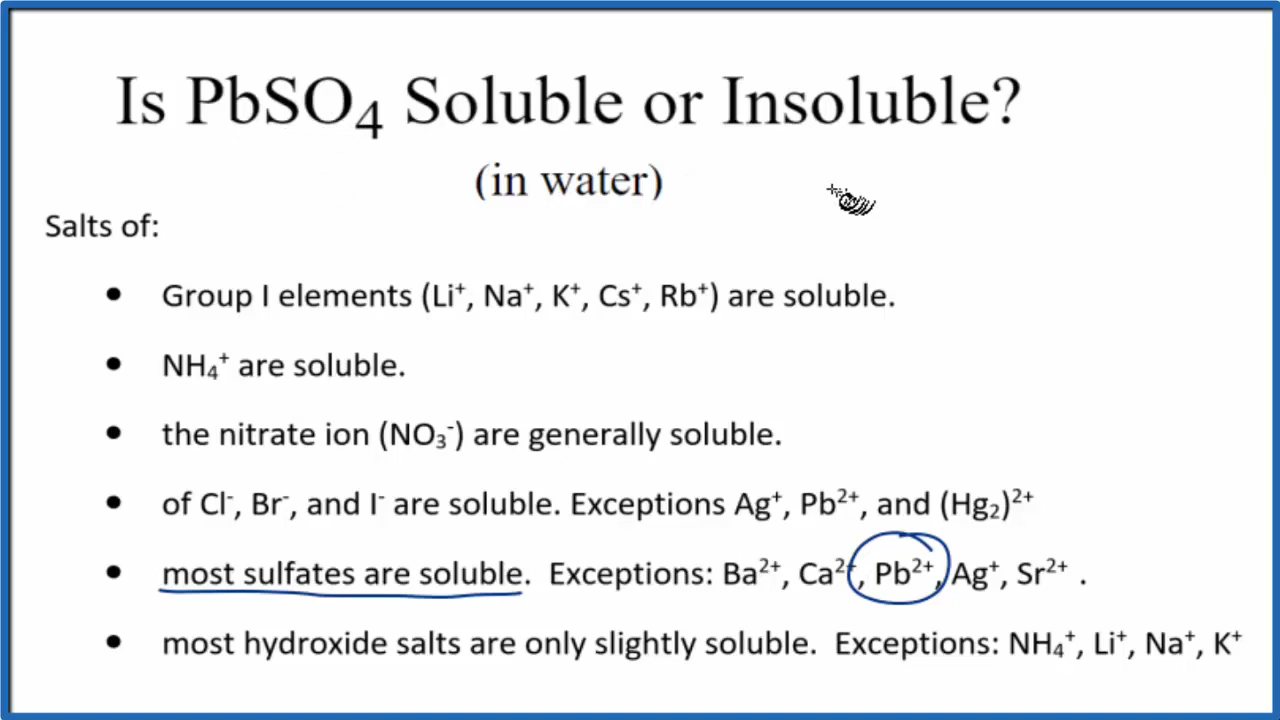 Is PbSO₄ Soluble or Insoluble?
(in water)
Salts of:
• Group I elements (Li⁺, Na⁺, K⁺, Cs⁺, Rb⁺) are soluble.
• NH₄⁺ are soluble.
• the nitrate ion (NO₃⁻) are generally soluble.
• of Cl⁻, Br⁻, and I⁻ are soluble. Exceptions Ag⁺, Pb²⁺, and (Hg₂)²⁺
• most sulfates are soluble. Exceptions: Ba²⁺, Ca²⁺, Pb²⁺, Ag⁺, Sr²⁺ .
• most hydroxide salts are only slightly soluble. Exceptions: NH₄⁺, Li⁺, Na⁺, K⁺